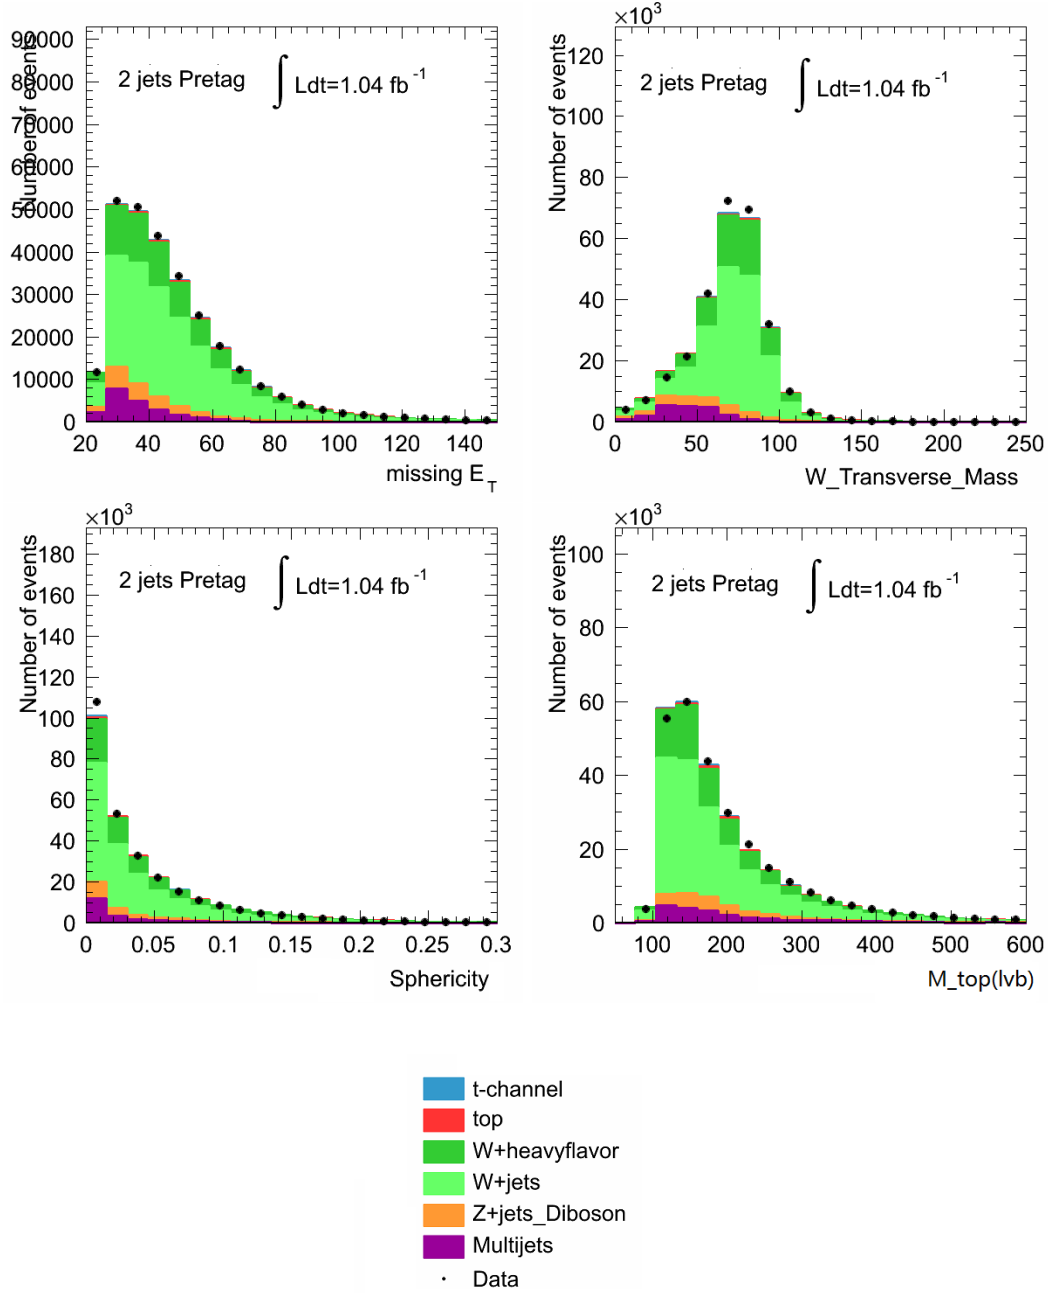 Number of events
90000
80000
70000
60000
50000
40000
30000
20000
10000
0
2 jets Pretag ∫ Ldt=1.04 fb⁻¹
20 40 60 80 100 120 140
missing E_T
×10³
Number of events
120
100
80
60
40
20
0
2 jets Pretag ∫ Ldt=1.04 fb⁻¹
0 50 100 150 200 250
W_Transverse_Mass
×10³
Number of events
180
160
140
120
100
80
60
40
20
0
2 jets Pretag ∫ Ldt=1.04 fb⁻¹
0 0.05 0.1 0.15 0.2 0.25 0.3
Sphericity
×10³
Number of events
100
80
60
40
20
0
2 jets Pretag ∫ Ldt=1.04 fb⁻¹
100 200 300 400 500 600
M_top(lvb)
t-channel
top
W+heavyflavor
W+jets
Z+jets_Diboson
Multijets
Data